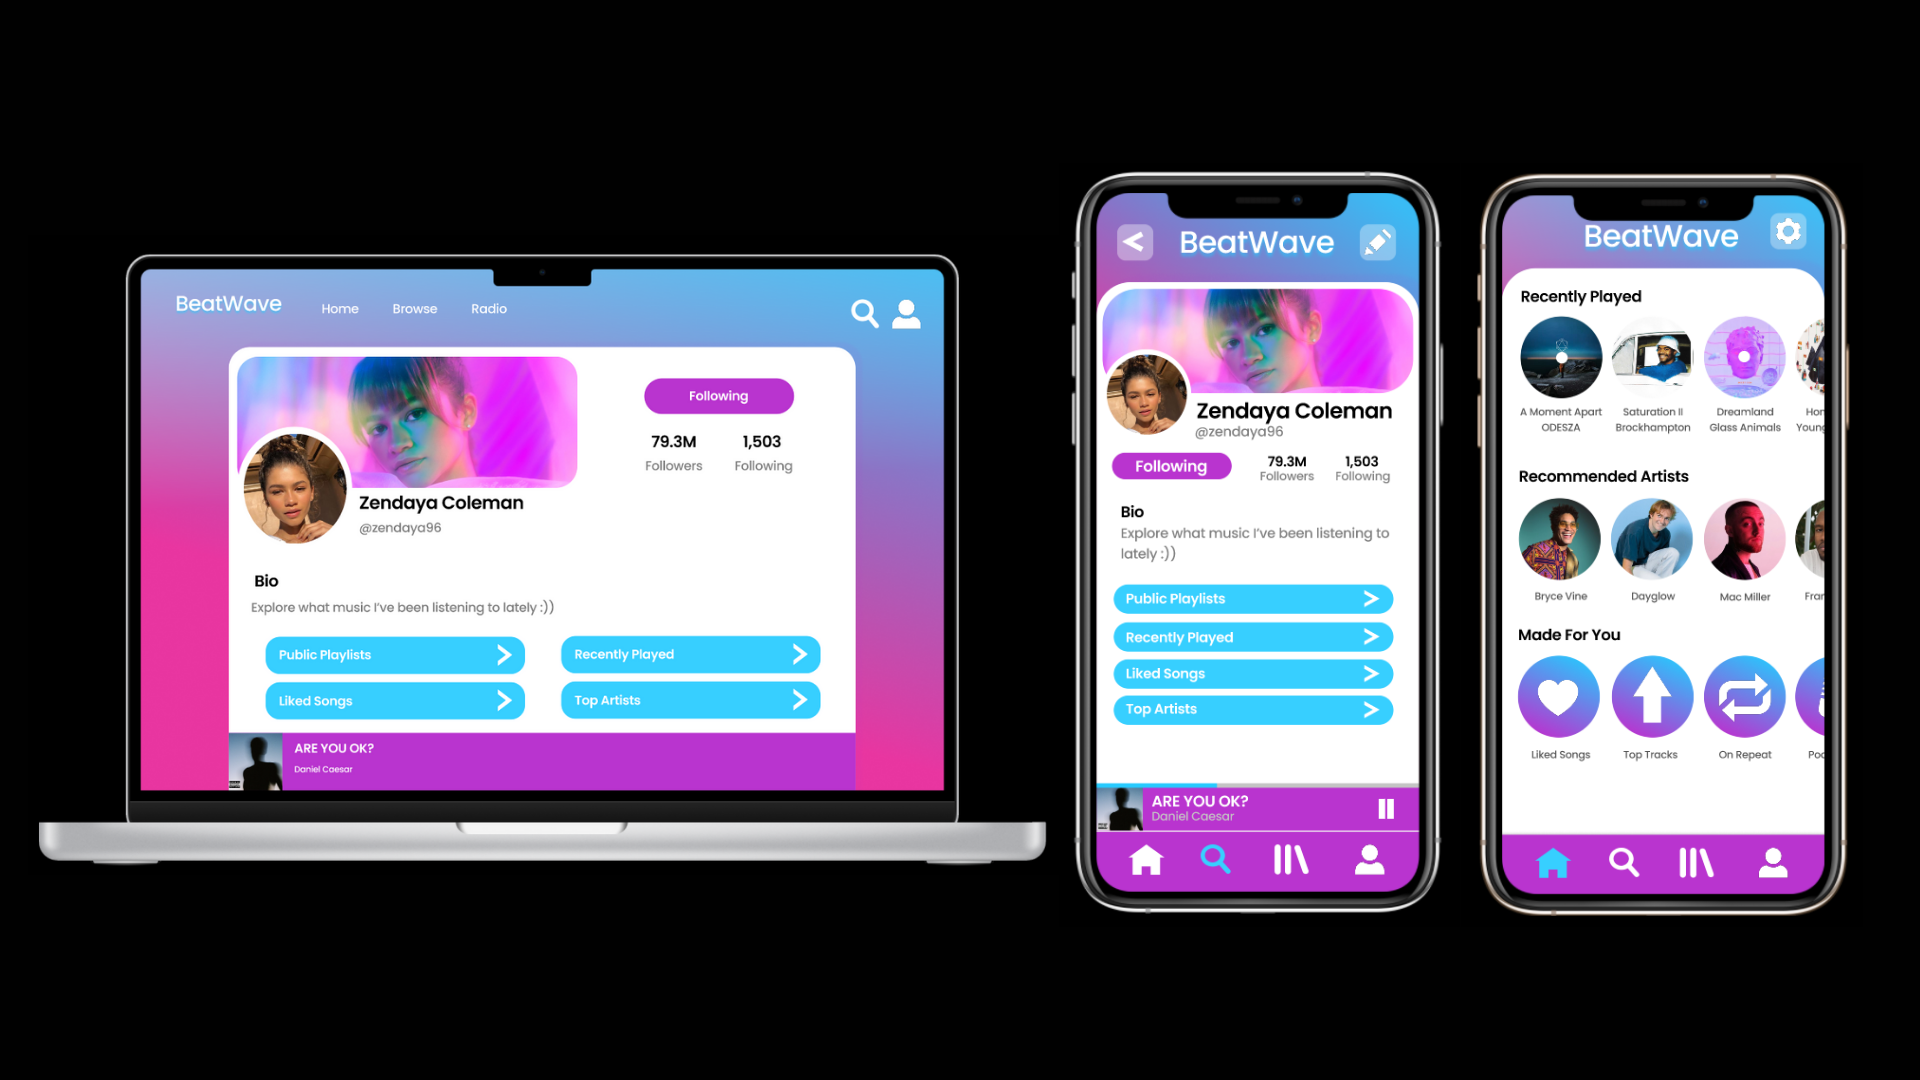 BeatWave
Home Browse Radio
Following
79.3M 1,503
Followers Following
Zendaya Coleman
@zendaya96
Bio
Explore what music I've been listening to lately :))
Public Playlists
Recently Played
Liked Songs
Top Artists
ARE YOU OK?
Daniel Caesar
BeatWave
Zendaya Coleman
@zendaya96
Following
79.3M 1,503
Followers Following
Bio
Explore what music I've been listening to
lately :))
Public Playlists
Recently Played
Liked Songs
Top Artists
ARE YOU OK?
Daniel Caesar
BeatWave
Recently Played
A Moment Apart
ODESZA
Saturation II
Brockhampton
Dreamland
Glass Animals
Recommended Artists
Bryce Vine
Dayglow
Mac Miller
Made For You
Liked Songs
Top Tracks
On Repeat